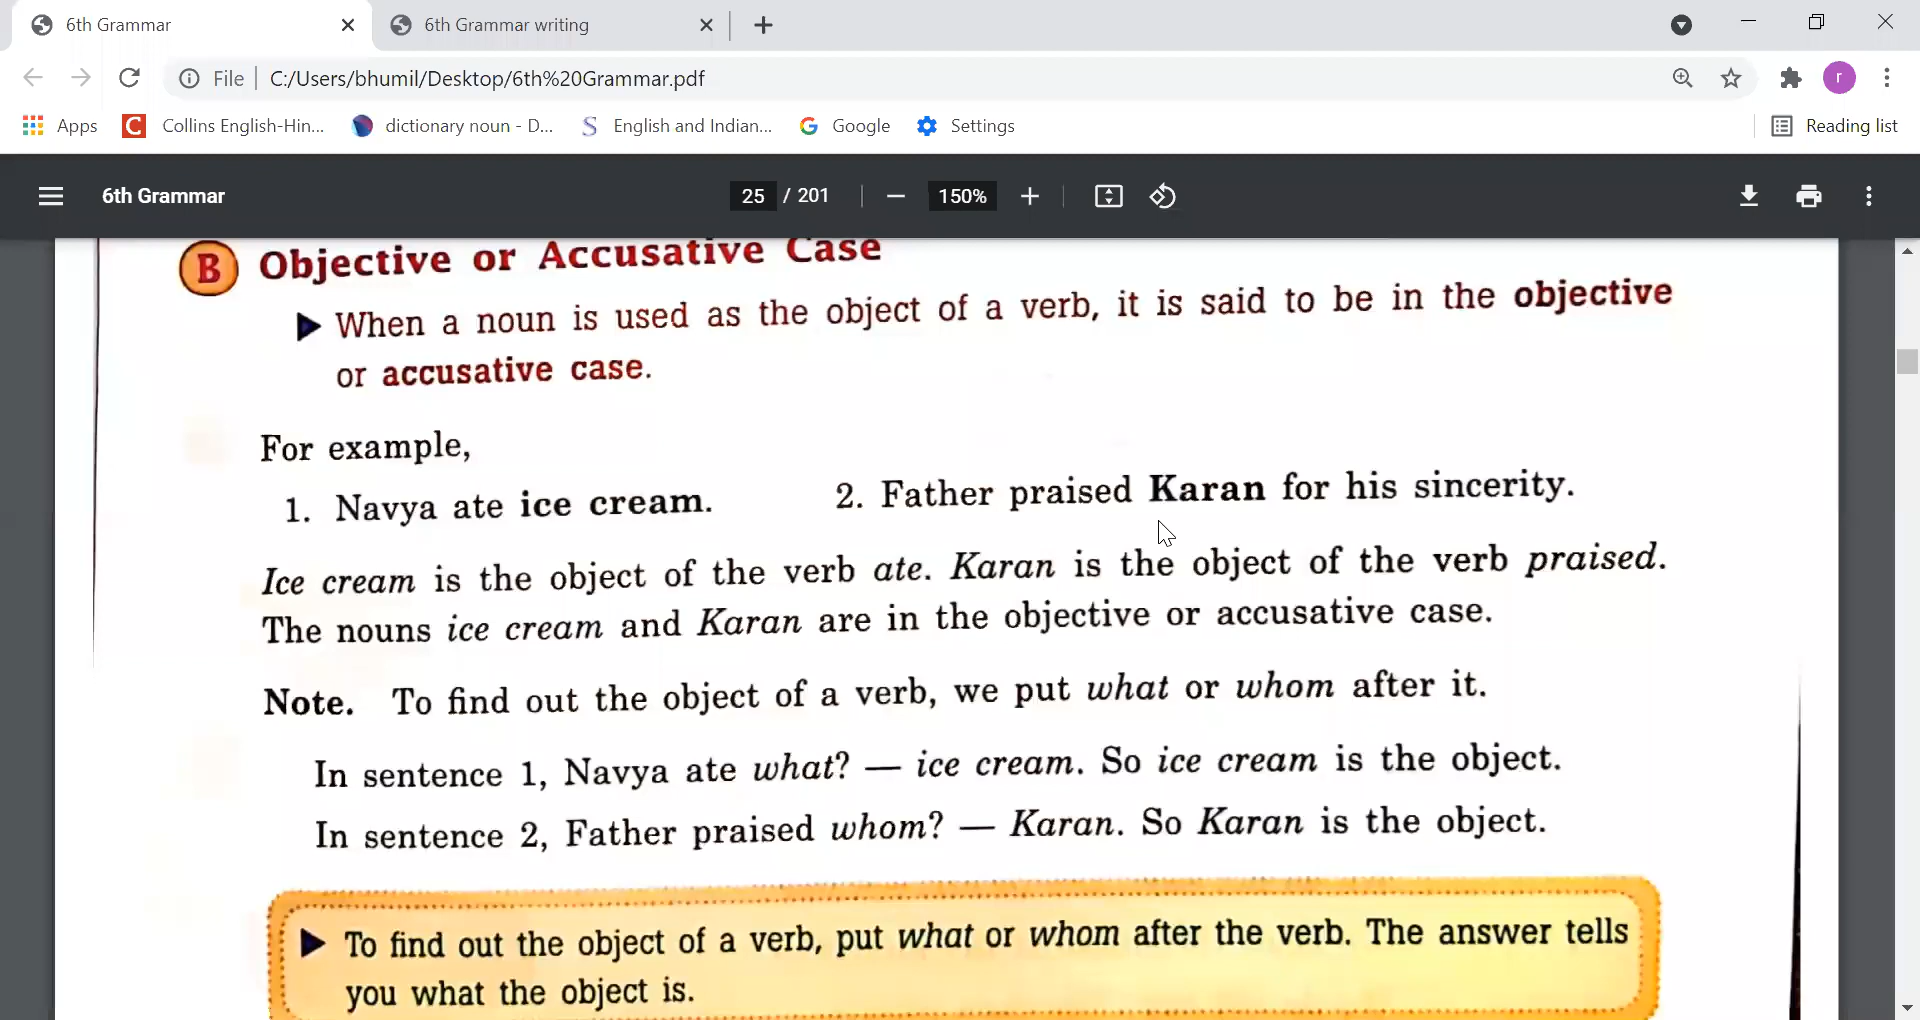 6th Grammar
6th Grammar writing
File
C:/Users/bhumil/Desktop/6th%20Grammar.pdf
r
Apps
C
Collins English-Hin...
dictionary noun - D...
S
English and Indian...
Google
Settings
Reading list
6th Grammar
25 / 201
150%
B Objective or Accusative Case
When a noun is used as the object of a verb, it is said to be in the objective
or accusative case.
For example,
1. Navya ate ice cream.
2. Father praised Karan for his sincerity.
Ice cream is the object of the verb ate. Karan is the object of the verb praised.
The nouns ice cream and Karan are in the objective or accusative case.
Note. To find out the object of a verb, we put what or whom after it.
In sentence 1, Navya ate what? — ice cream. So ice cream is the object.
In sentence 2, Father praised whom? — Karan. So Karan is the object.
To find out the object of a verb, put what or whom after the verb. The answer tells
you what the object is.